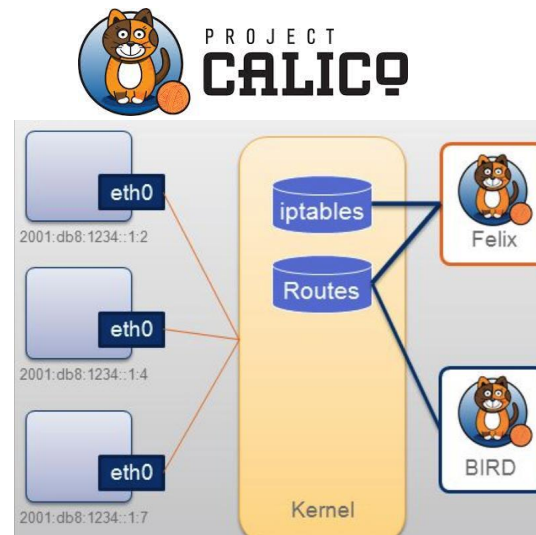 PROJECT
CALICO
eth0
2001:db8:1234::1:2
eth0
2001:db8:1234::1:4
eth0
2001:db8:1234::1:7
iptables
Routes
Kernel
Felix
BIRD